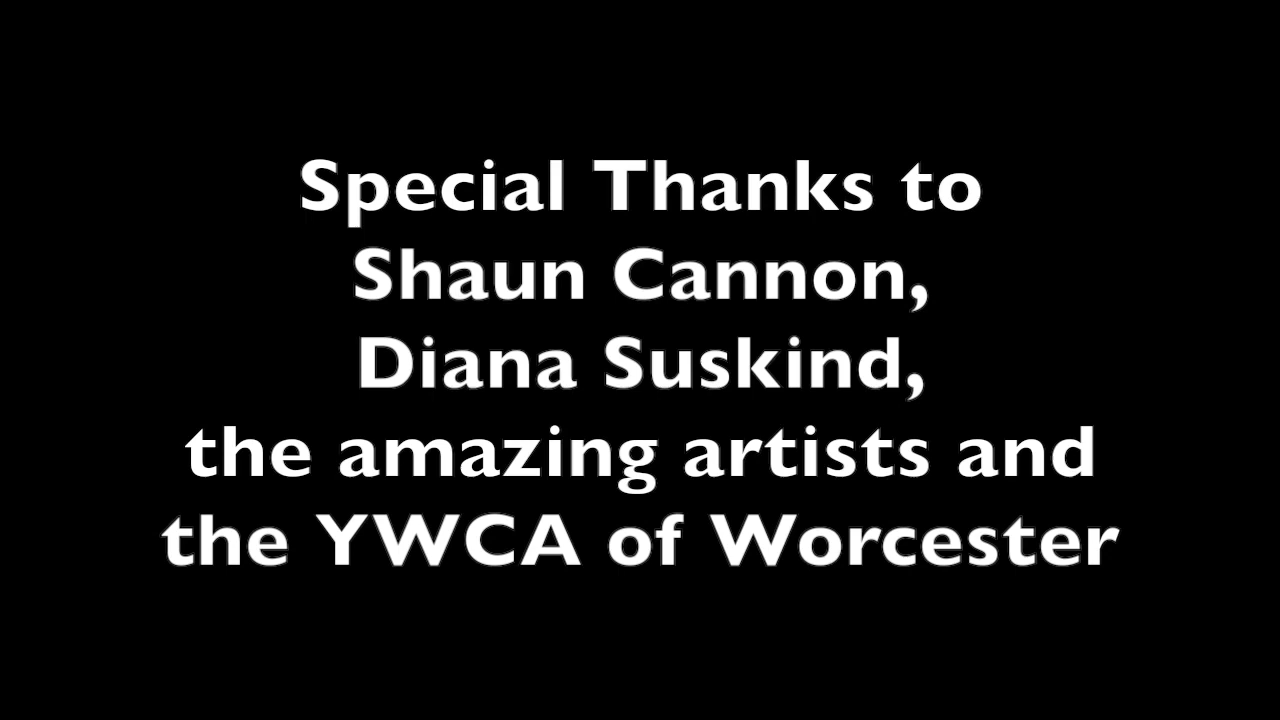 Special Thanks to
Shaun Cannon,
Diana Suskind,
the amazing artists and
the YWCA of Worcester